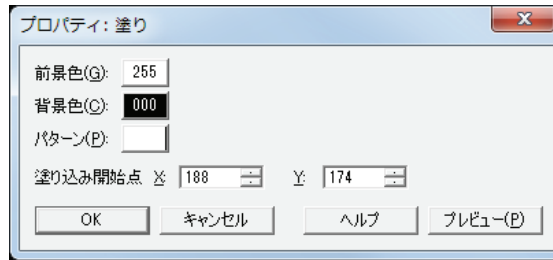 プロパティ: 塗り
前景色(G): 255
背景色(C): 000
パターン(P):
塗り込み開始点 X: 188 Y: 174
OK キャンセル ヘルプ プレビュー(P)